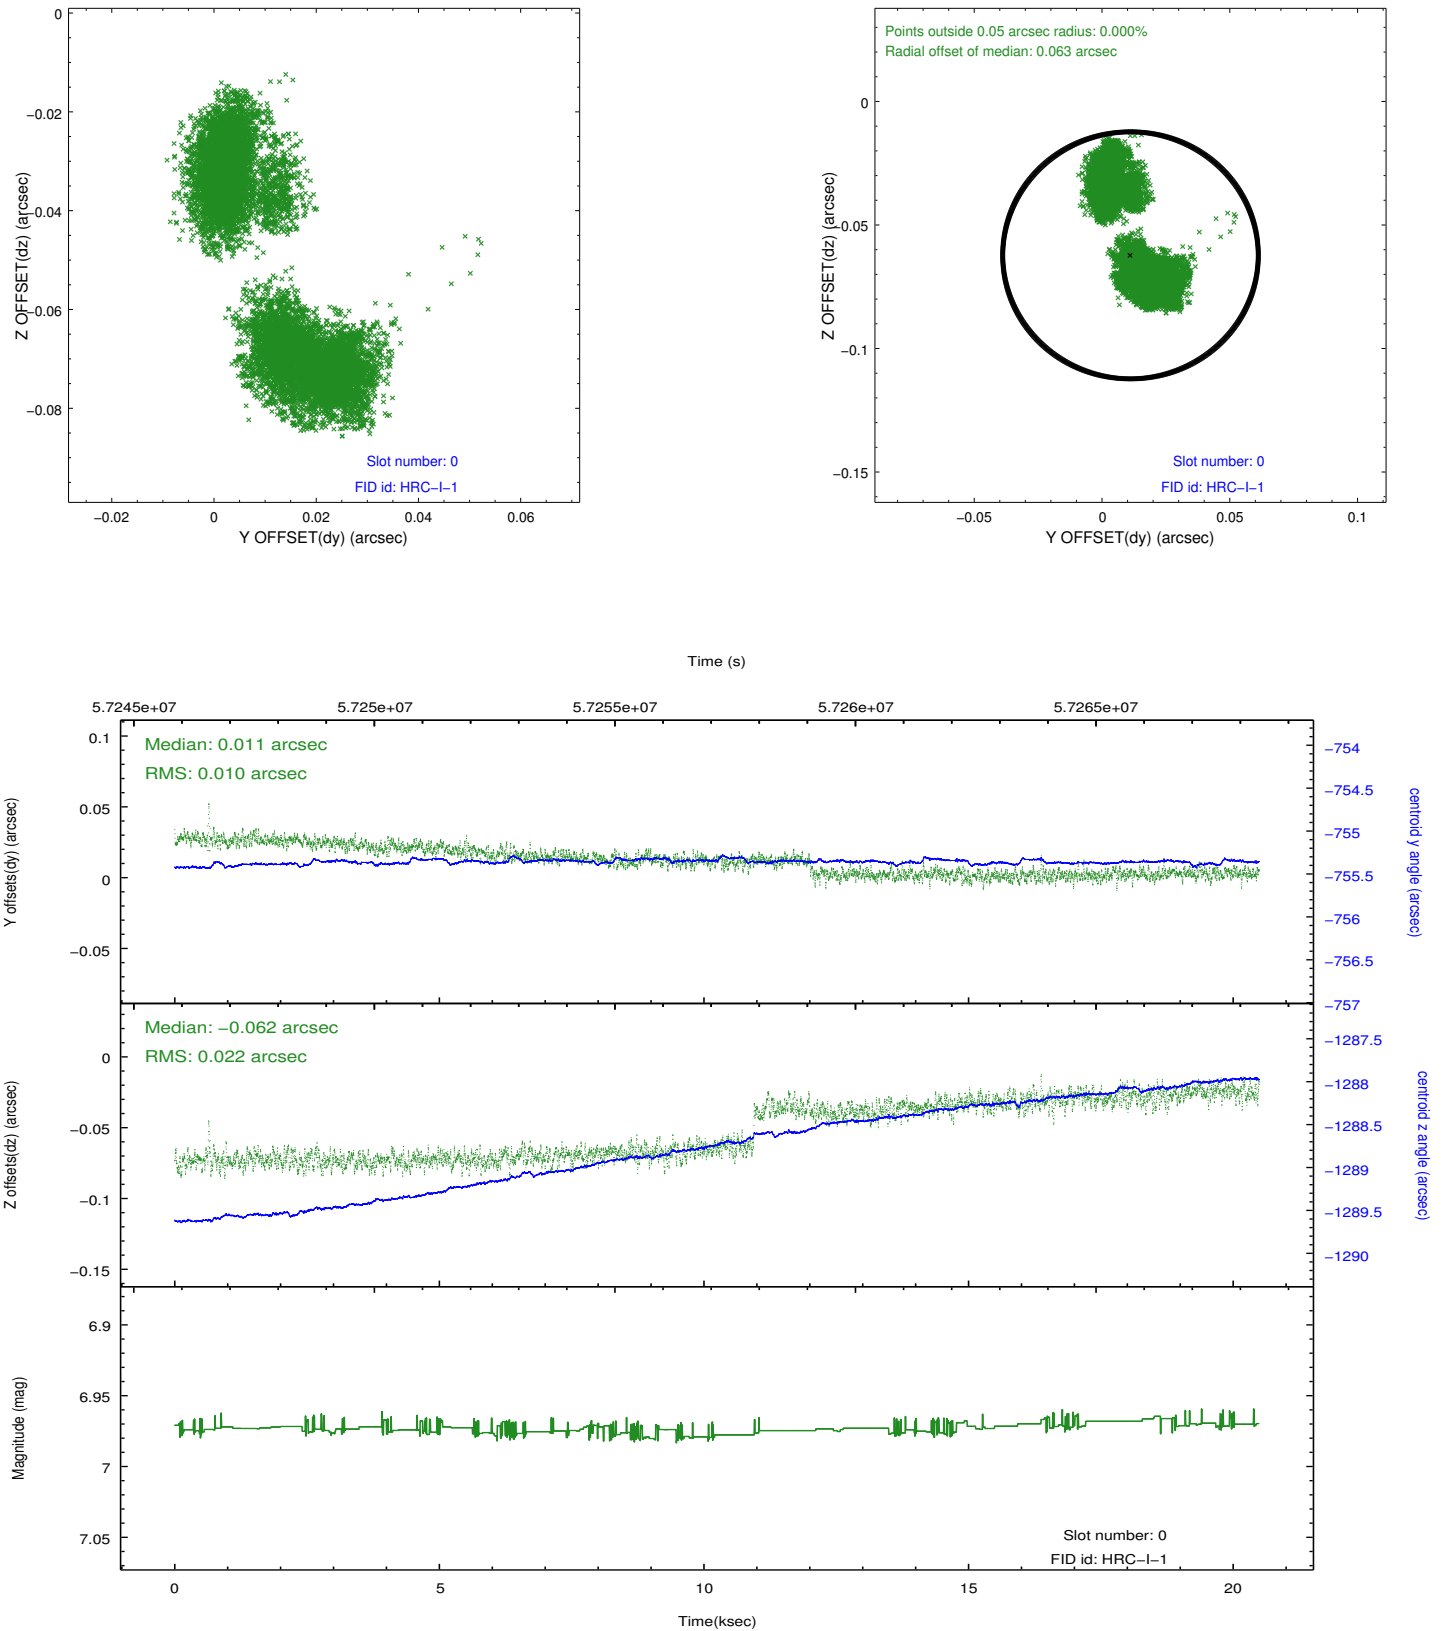 0
−0.02
−0.04
−0.06
−0.08
Z OFFSET(dz) (arcsec)
Slot number: 0
FID id: HRC−I−1
−0.02
0
0.02
0.04
0.06
Y OFFSET(dy) (arcsec)
Points outside 0.05 arcsec radius: 0.000%
Radial offset of median: 0.063 arcsec
0
−0.05
−0.1
−0.15
Z OFFSET(dz) (arcsec)
Slot number: 0
FID id: HRC−I−1
−0.05
0
0.05
0.1
Y OFFSET(dy) (arcsec)
Time (s)
5.7245e+07
5.725e+07
5.7255e+07
5.726e+07
5.7265e+07
Median: 0.011 arcsec
RMS: 0.010 arcsec
0.1
0.05
0
−0.05
Y offsets(dy) (arcsec)
−754
−754.5
−755
−755.5
−756
−756.5
−757
centroid y angle (arcsec)
Median: −0.062 arcsec
RMS: 0.022 arcsec
0
−0.05
−0.1
−0.15
Z offsets(dz) (arcsec)
−1287.5
−1288
−1288.5
−1289
−1289.5
−1290
centroid z angle (arcsec)
6.9
6.95
7
7.05
Magnitude (mag)
Slot number: 0
FID id: HRC−I−1
0
5
10
15
20
Time(ksec)